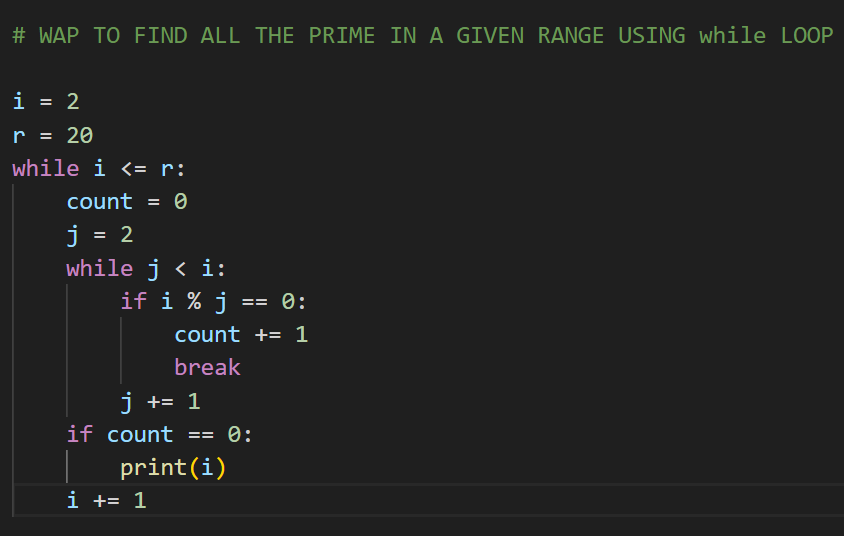 # WAP TO FIND ALL THE PRIME IN A GIVEN RANGE USING while LOOP
i = 2
r = 20
while i <= r:
    count = 0
    j = 2
    while j < i:
        if i % j == 0:
            count += 1
            break
        j += 1
    if count == 0:
        print(i)
    i += 1